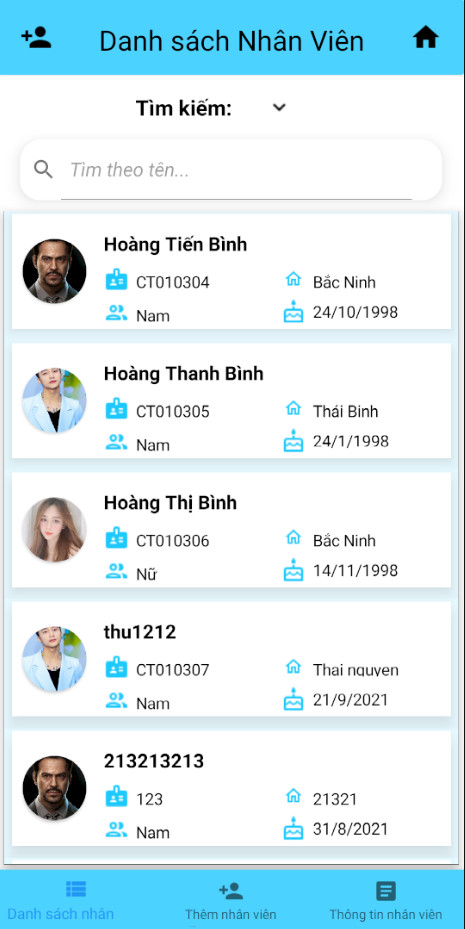 Danh sách Nhân Viên
Tìm kiếm:
Tìm theo tên...
Hoàng Tiến Bình
CT010304
Bắc Ninh
Nam
24/10/1998
Hoàng Thanh Bình
CT010305
Thái Bình
Nam
24/1/1998
Hoàng Thị Bình
CT010306
Bắc Ninh
Nữ
14/11/1998
thu1212
CT010307
Thai nguyen
Nam
21/9/2021
213213213
123
21321
Nam
31/8/2021
Danh sách nhân
Thêm nhân viên
Thông tin nhân viên